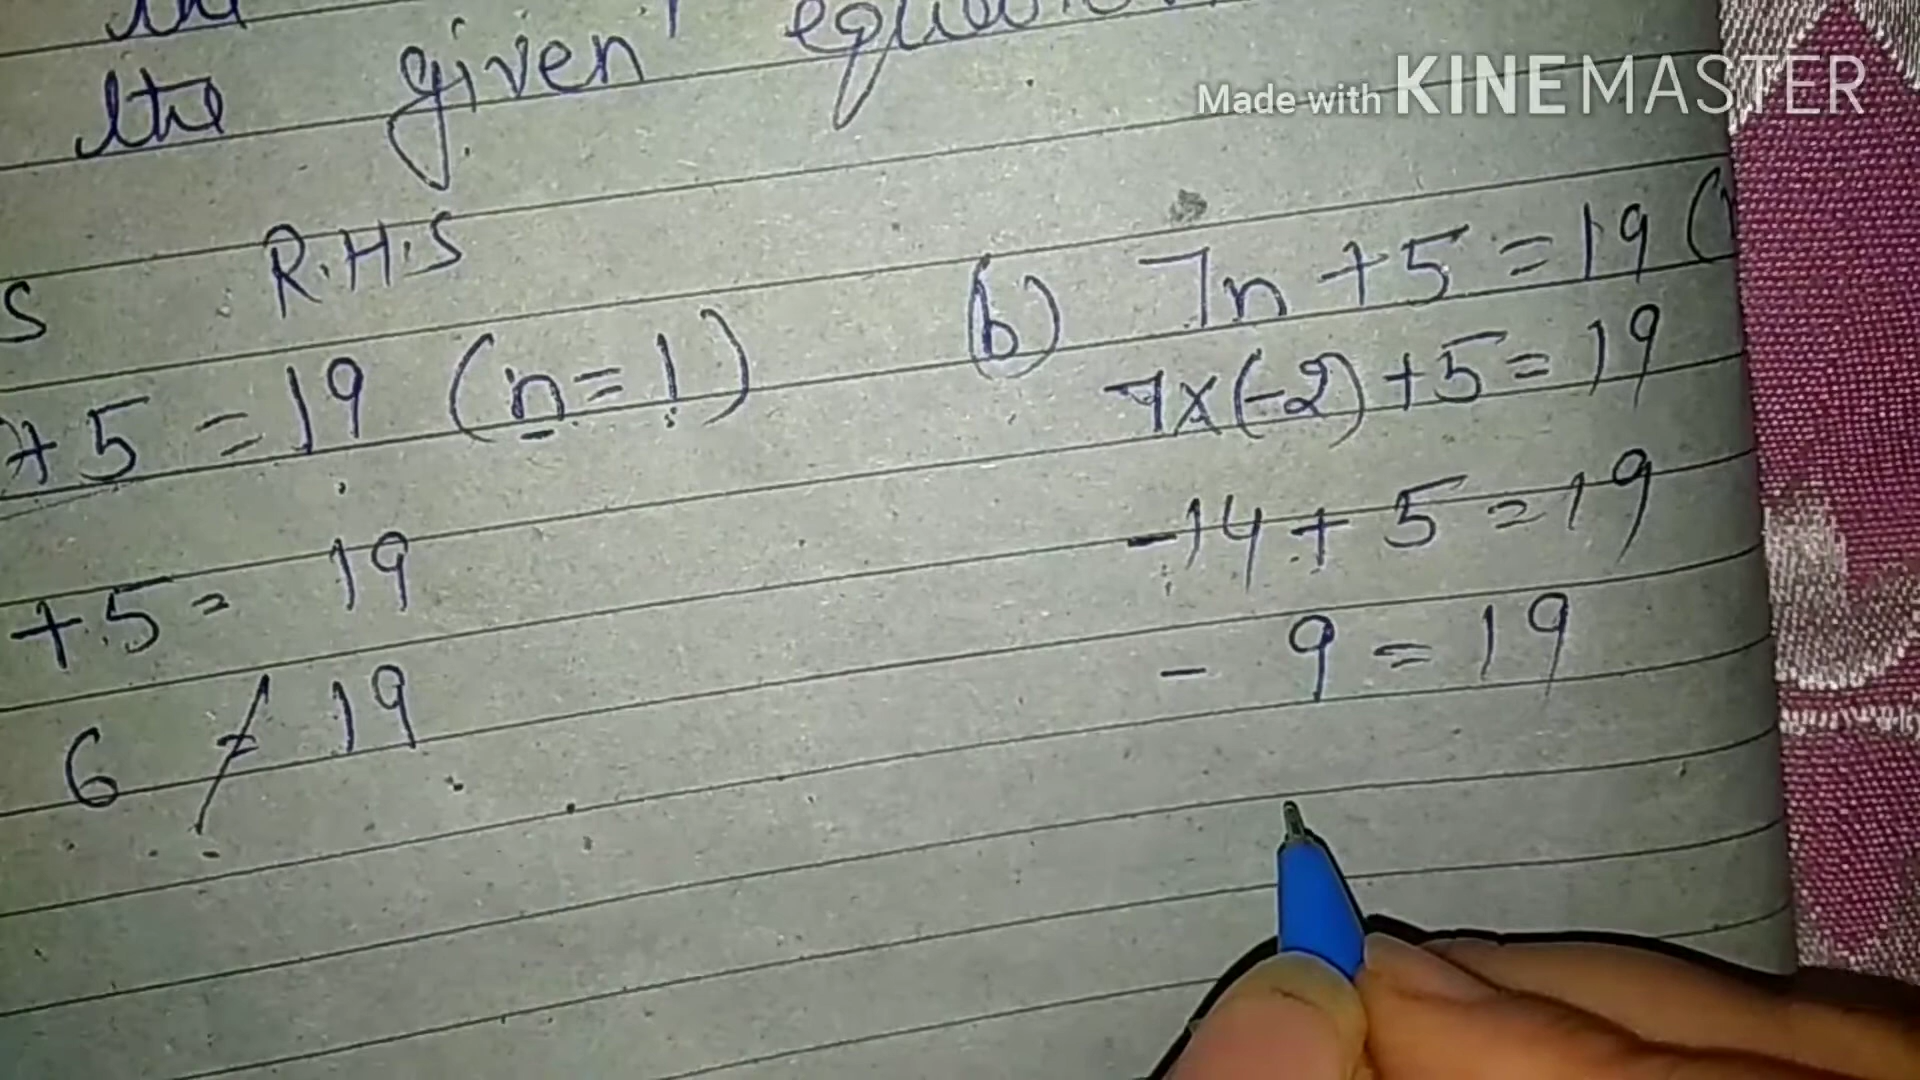 the given
Made with KINEMASTER
S R.H.S
+ 5 = 19 (n=1)
+5 = 19
6 ≠ 19
(b) 7n + 5 = 19 (
7x(-2) + 5 = 19
-14 + 5 = 19
- 9 = 19